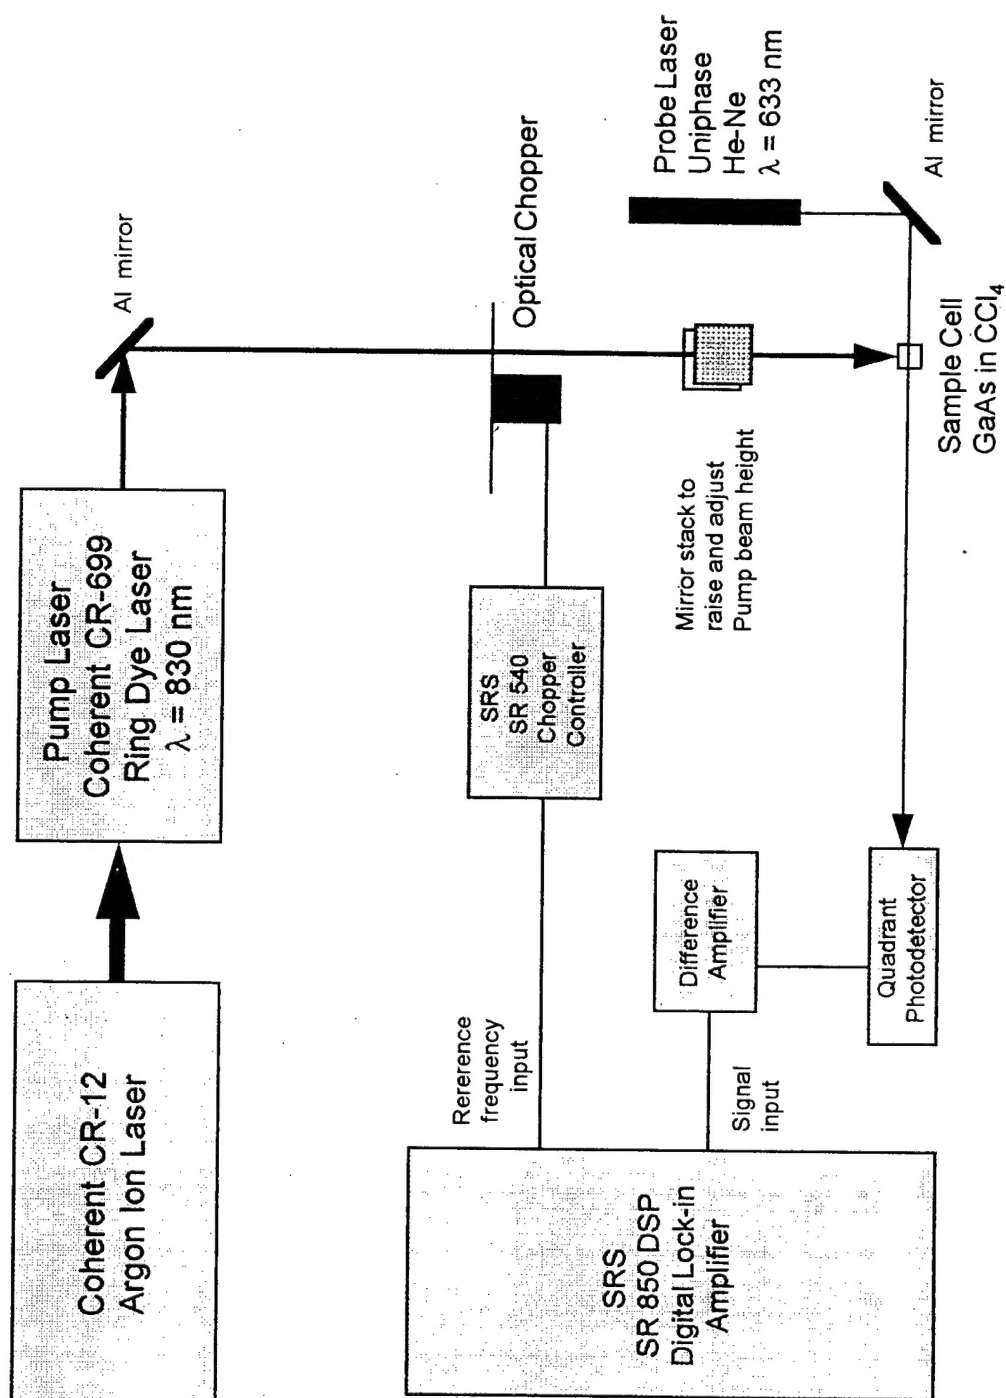 Coherent CR-12
Argon Ion Laser
Pump Laser
Coherent CR-699
Ring Dye Laser
λ = 830 nm
Al mirror
Rererence
frequency
input
SRS
SR 540
Chopper
Controller
Optical Chopper
SRS
SR 850 DSP
Digital Lock-in
Amplifier
Signal
input
Difference
Amplifier
Mirror stack to
raise and adjust
Pump beam height
Probe Laser
Uniphase
He-Ne
λ = 633 nm
Quadrant
Photodetector
Sample Cell
GaAs in CCl₄
Al mirror